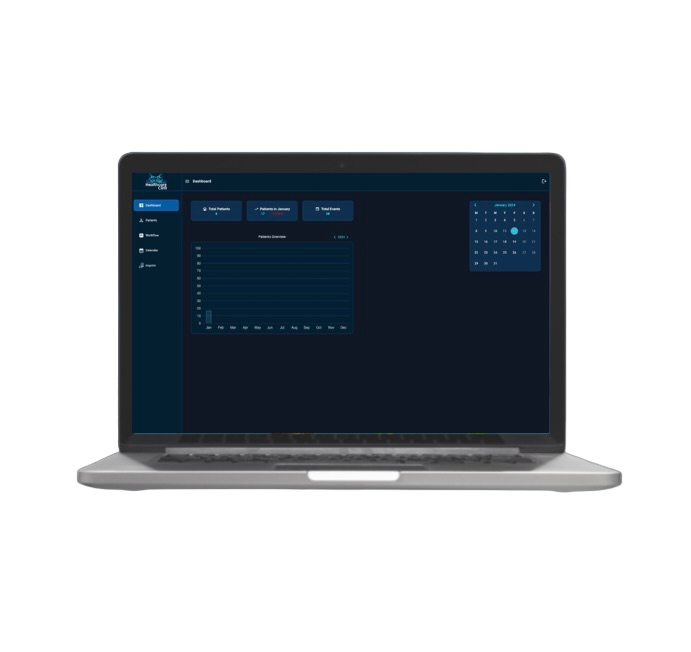 Healthcord
CRM
Dashboard
Dashboard
Patients
Workflow
Calendar
Imprint
Total Patients
Patients in January
17
Total Events
Patients Overview
2024
100
90
80
70
60
50
40
30
20
10
0
Jan Feb Mar Apr May Jun Jul Aug Sep Oct Nov Dec
January 2024
M T W T F S S
1 2 3 4 5 6 7
8 9 10 11 12 13 14
15 16 17 18 19 20 21
22 23 24 25 26 27 28
29 30 31